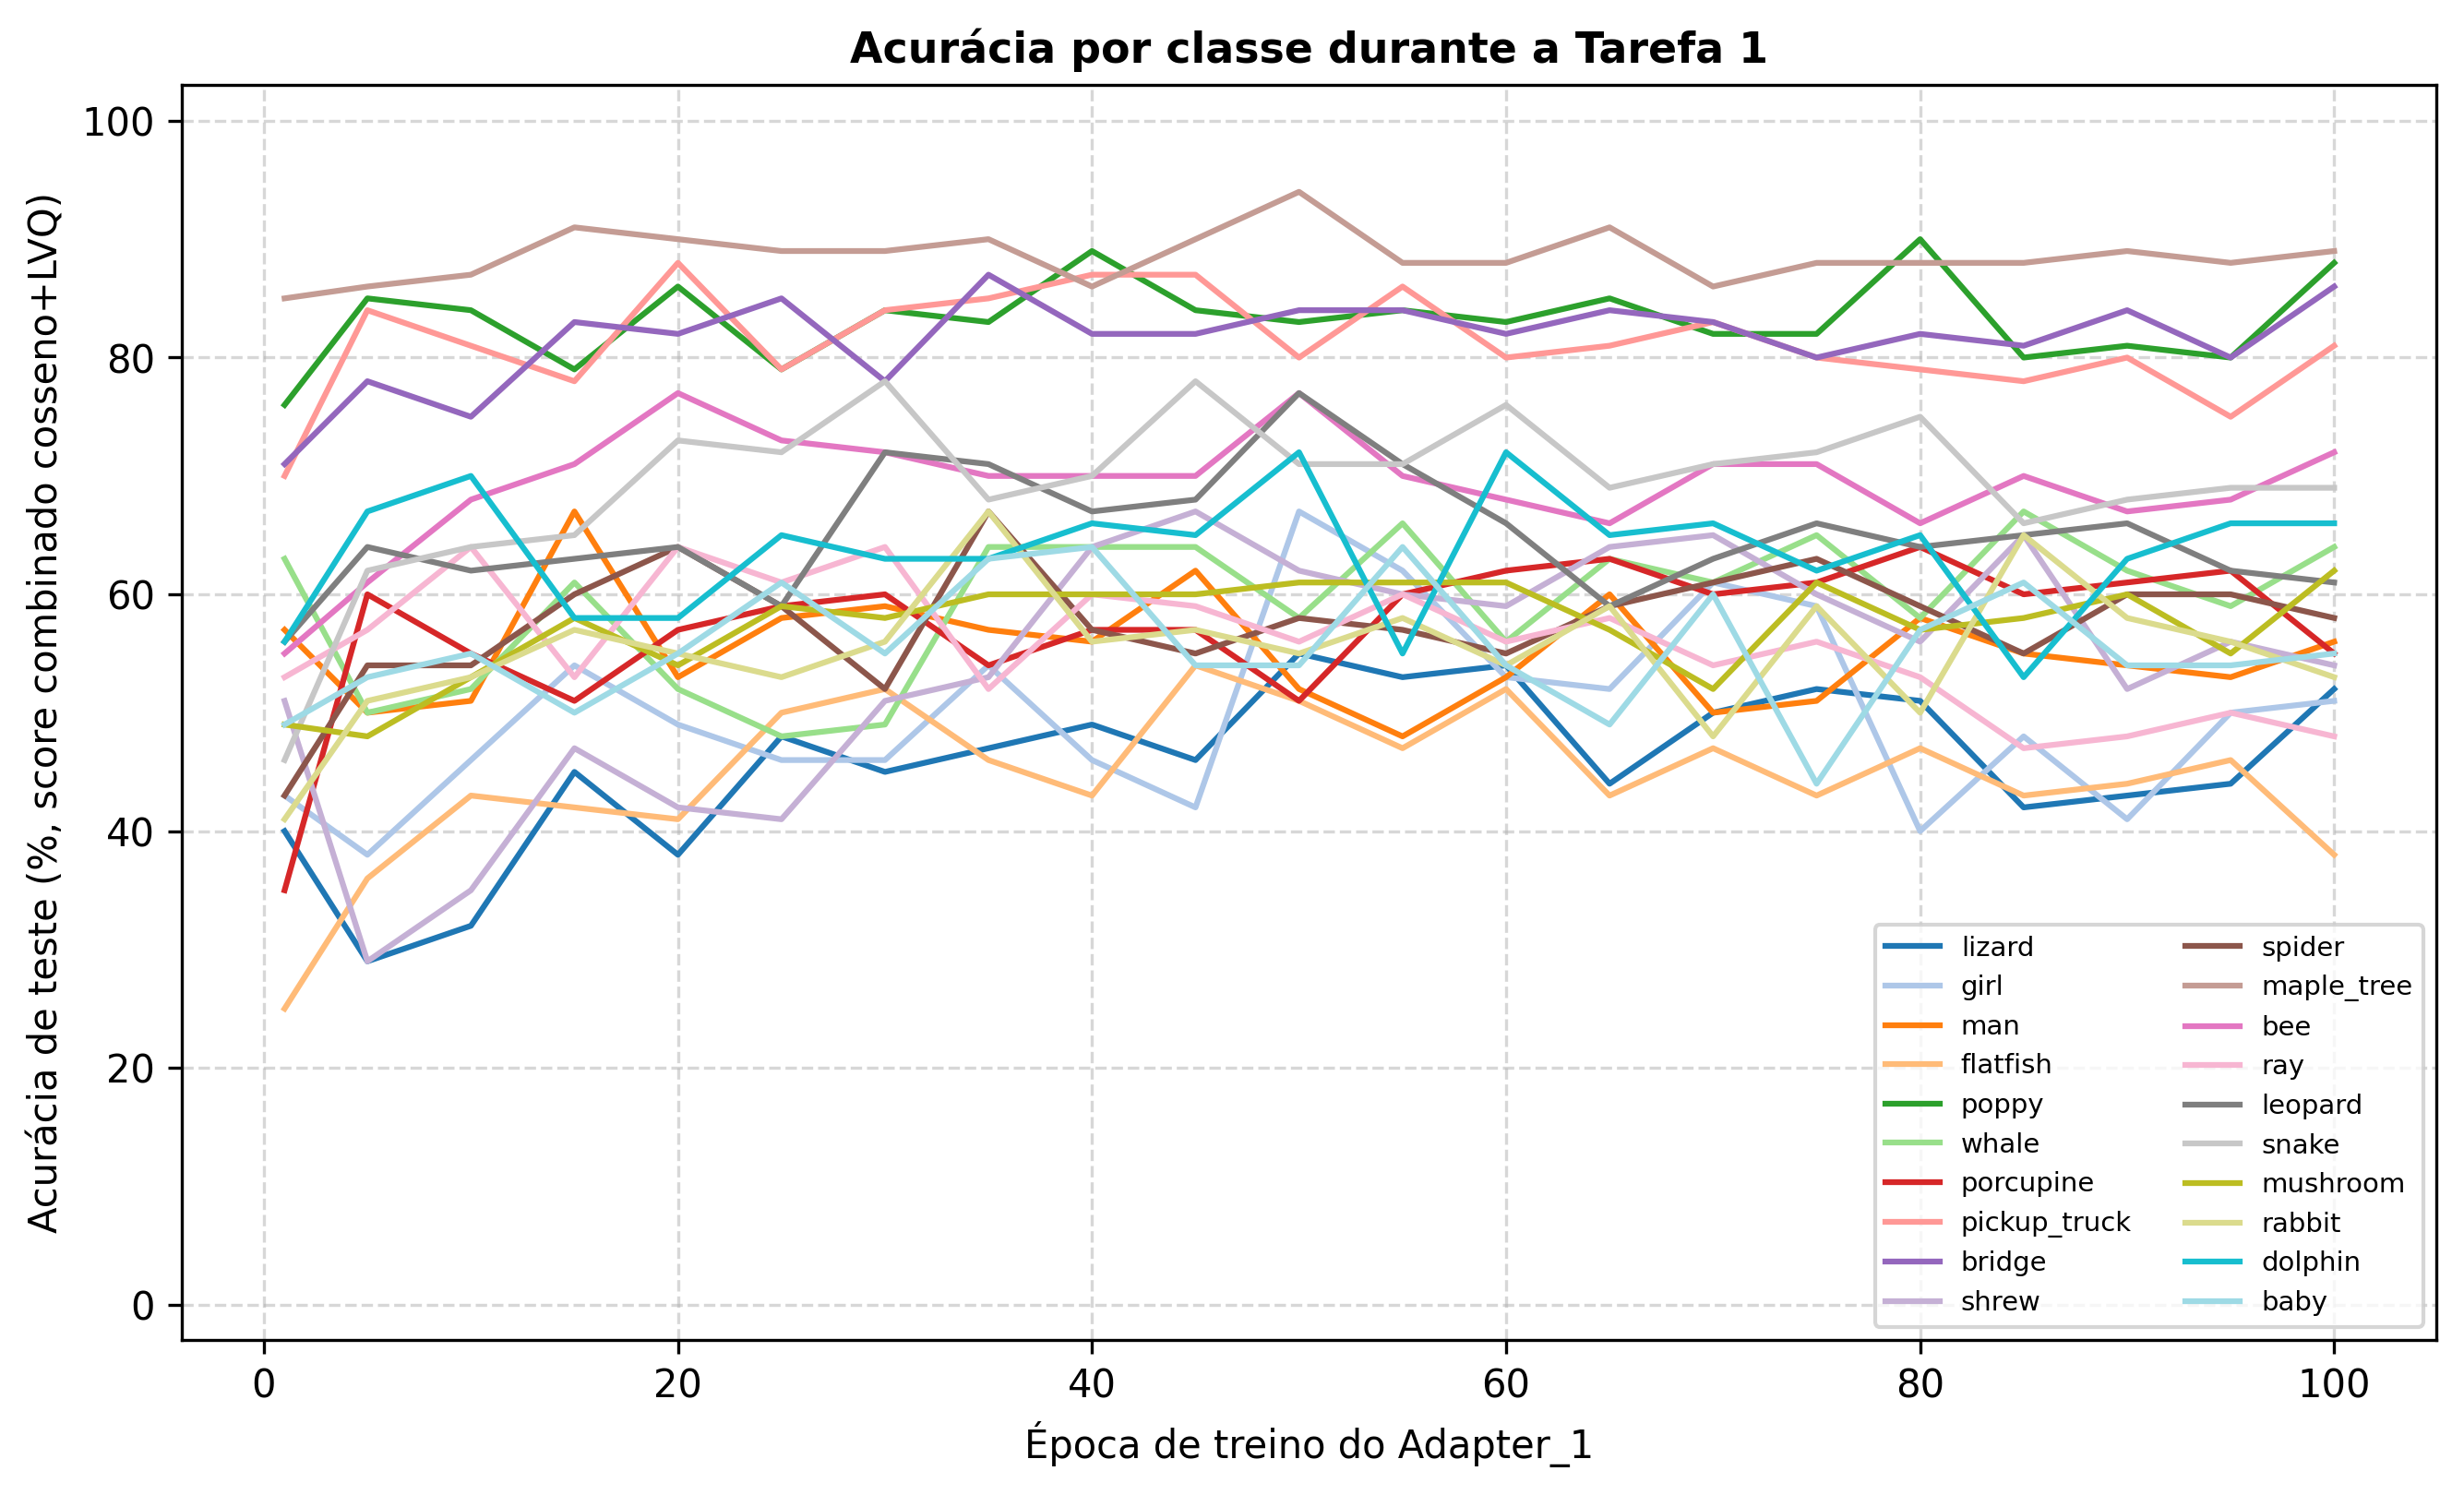 Acurácia por classe durante a Tarefa 1
Acurácia de teste (%, score combinado cosseno+LVQ)
100
80
60
40
20
0
0
20
40
60
80
100
Época de treino do Adapter_1
lizard
girl
man
flatfish
poppy
whale
porcupine
pickup_truck
bridge
shrew
spider
maple_tree
bee
ray
leopard
snake
mushroom
rabbit
dolphin
baby